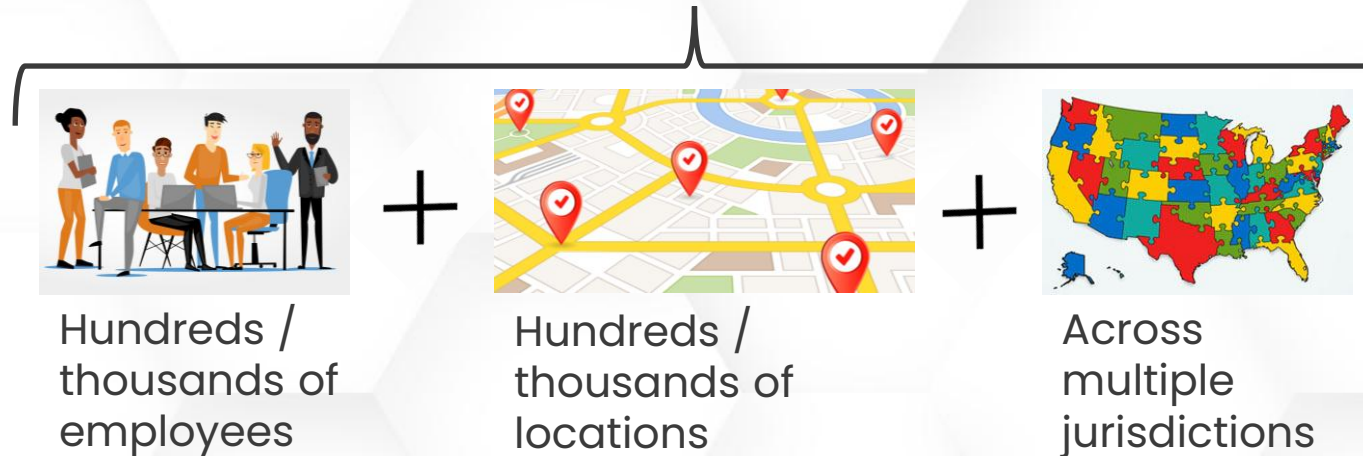 Hundreds /
thousands of
employees
+
Hundreds /
thousands of
locations
+
Across
multiple
jurisdictions